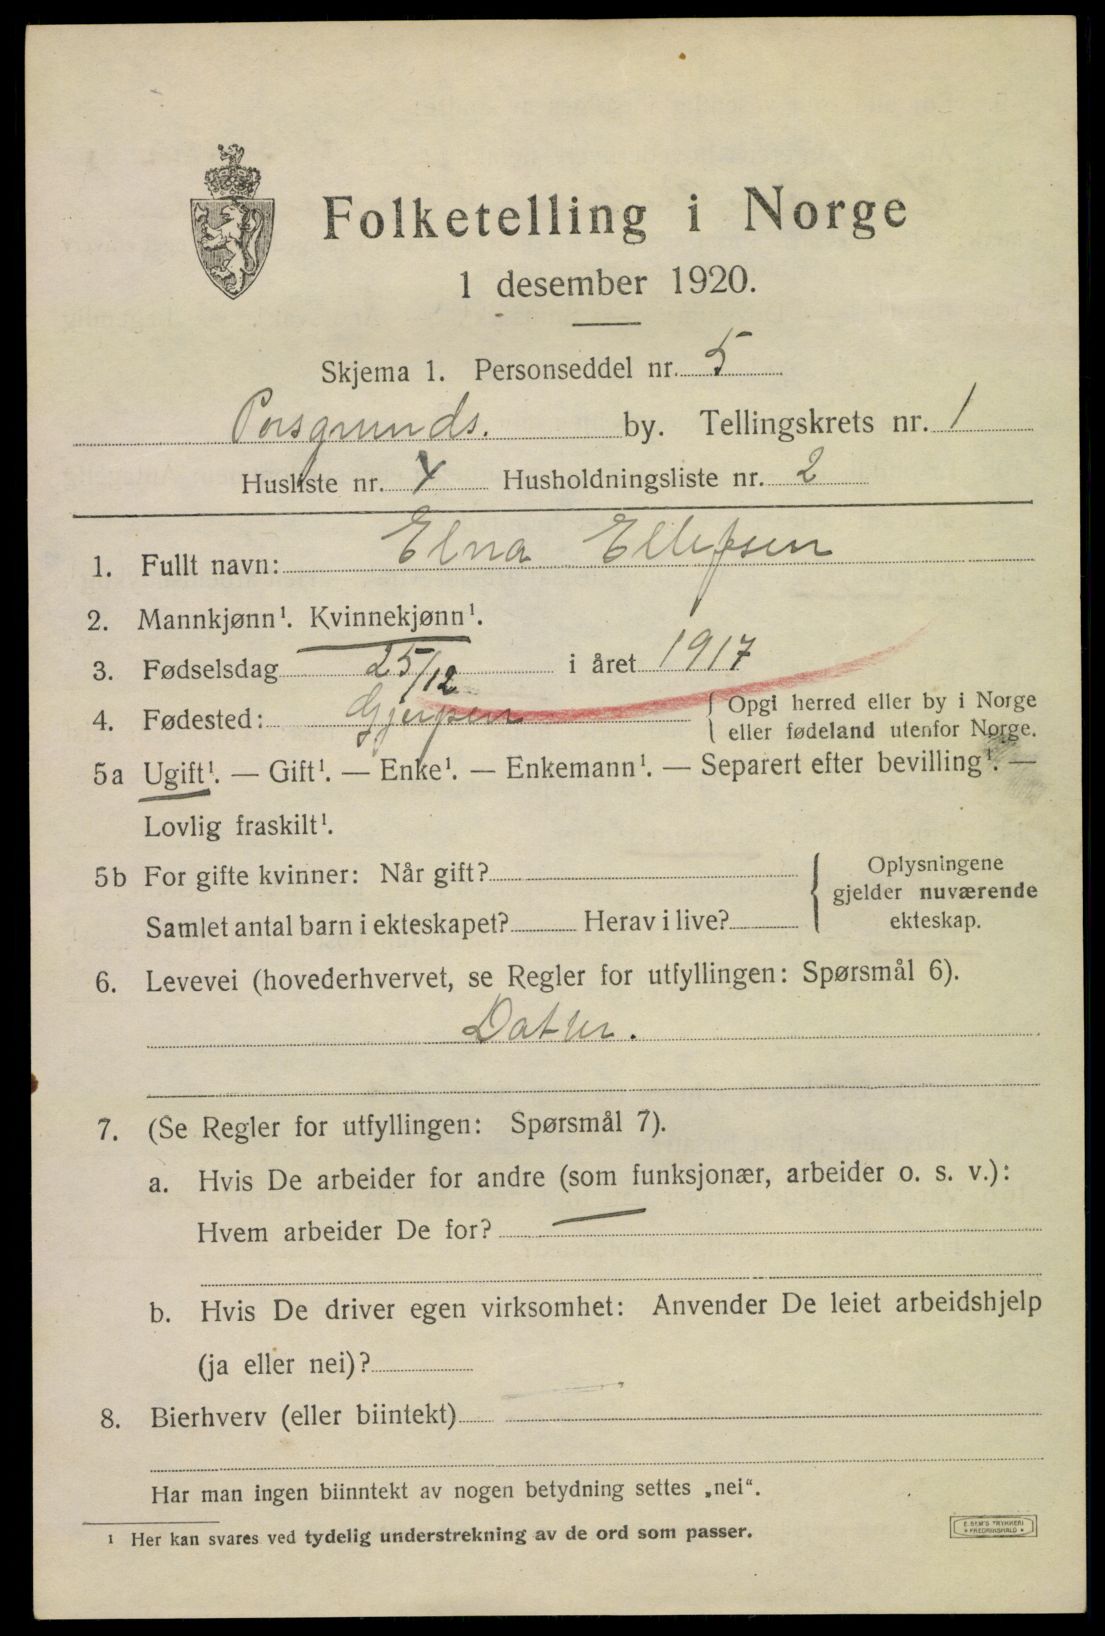 Folketelling i Norge
1 desember 1920.
Skjema 1. Personseddel nr. 5
Porsgrunds. by. Tellingskrets nr. 1
Husliste nr. 4 Husholdningsliste nr. 2
1. Fullt navn: Elna Ellefsen
2. Mannkjønn¹. Kvinnekjønn¹.
3. Fødselsdag 25/12 i året 1917
4. Fødested: Gjerpen { Opgi herred eller by i Norge
eller fødeland utenfor Norge.
5a Ugift¹. — Gift¹. — Enke¹. — Enkemann¹. — Separert efter bevilling¹. —
Lovlig fraskilt¹.
5b For gifte kvinner: Når gift? { Oplysningene
gjelder nuværende
Samlet antal barn i ekteskapet? Herav i live? ekteskap.
6. Levevei (hovederhvervet, se Regler for utfyllingen: Spørsmål 6).
Datter.
7. (Se Regler for utfyllingen: Spørsmål 7).
a. Hvis De arbeider for andre (som funksjonær, arbeider o. s. v.):
Hvem arbeider De for? —
b. Hvis De driver egen virksomhet: Anvender De leiet arbeidshjelp
(ja eller nei)?
8. Bierhverv (eller biintekt)
Har man ingen biinntekt av nogen betydning settes „nei“.
¹ Her kan svares ved tydelig understrekning av de ord som passer.
E. SEM'S TRYKKERI
FREDRIKSHALD